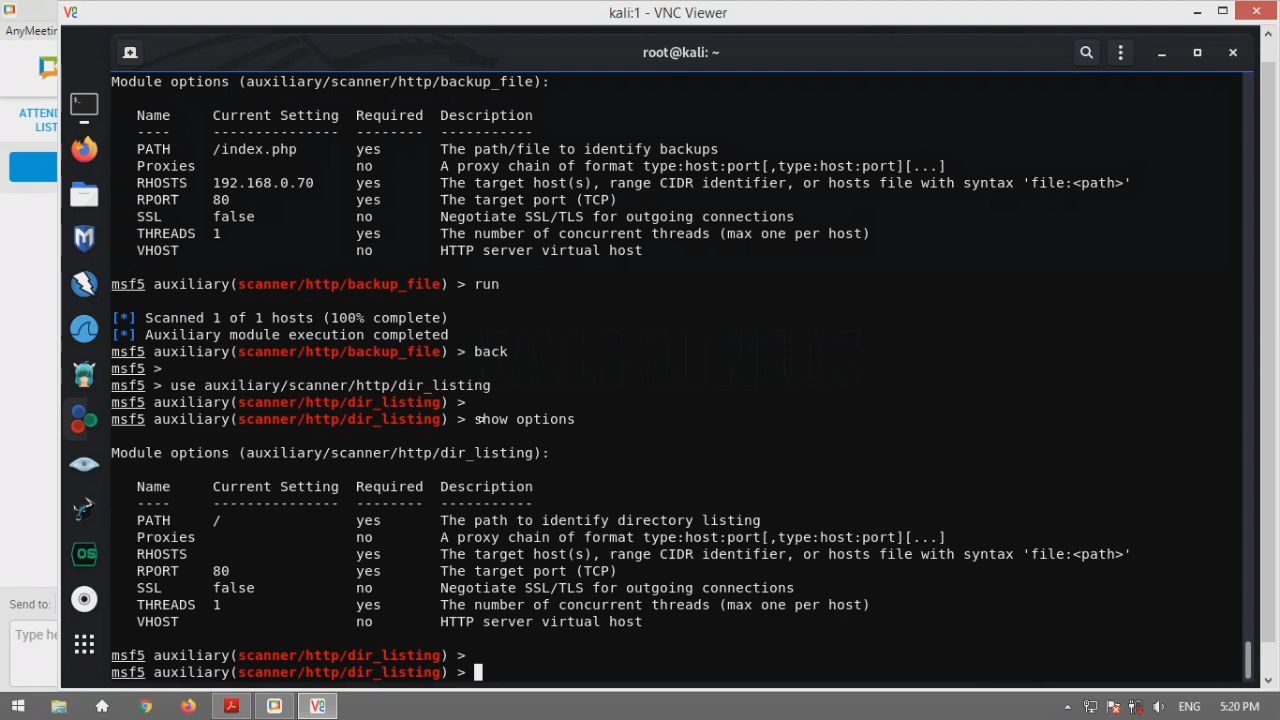 kali:1 - VNC Viewer
AnyMeeting
root@kali: ~
ATTEND
LIST
Module options (auxiliary/scanner/http/backup_file):
Name Current Setting Required Description
---- --------------- -------- -----------
PATH /index.php yes The path/file to identify backups
Proxies no A proxy chain of format type:host:port[,type:host:port][...]
RHOSTS 192.168.0.70 yes The target host(s), range CIDR identifier, or hosts file with syntax 'file:<path>'
RPORT 80 yes The target port (TCP)
SSL false no Negotiate SSL/TLS for outgoing connections
THREADS 1 yes The number of concurrent threads (max one per host)
VHOST no HTTP server virtual host
msf5 auxiliary(scanner/http/backup_file) > run
[*] Scanned 1 of 1 hosts (100% complete)
[*] Auxiliary module execution completed
msf5 auxiliary(scanner/http/backup_file) > back
msf5 >
msf5 > use auxiliary/scanner/http/dir_listing
msf5 auxiliary(scanner/http/dir_listing) >
msf5 auxiliary(scanner/http/dir_listing) > show options
Module options (auxiliary/scanner/http/dir_listing):
Name Current Setting Required Description
---- --------------- -------- -----------
PATH / yes The path to identify directory listing
Proxies no A proxy chain of format type:host:port[,type:host:port][...]
RHOSTS yes The target host(s), range CIDR identifier, or hosts file with syntax 'file:<path>'
RPORT 80 yes The target port (TCP)
SSL false no Negotiate SSL/TLS for outgoing connections
THREADS 1 yes The number of concurrent threads (max one per host)
VHOST no HTTP server virtual host
msf5 auxiliary(scanner/http/dir_listing) >
msf5 auxiliary(scanner/http/dir_listing) >
Send to:
Type he
ENG 5:20 PM